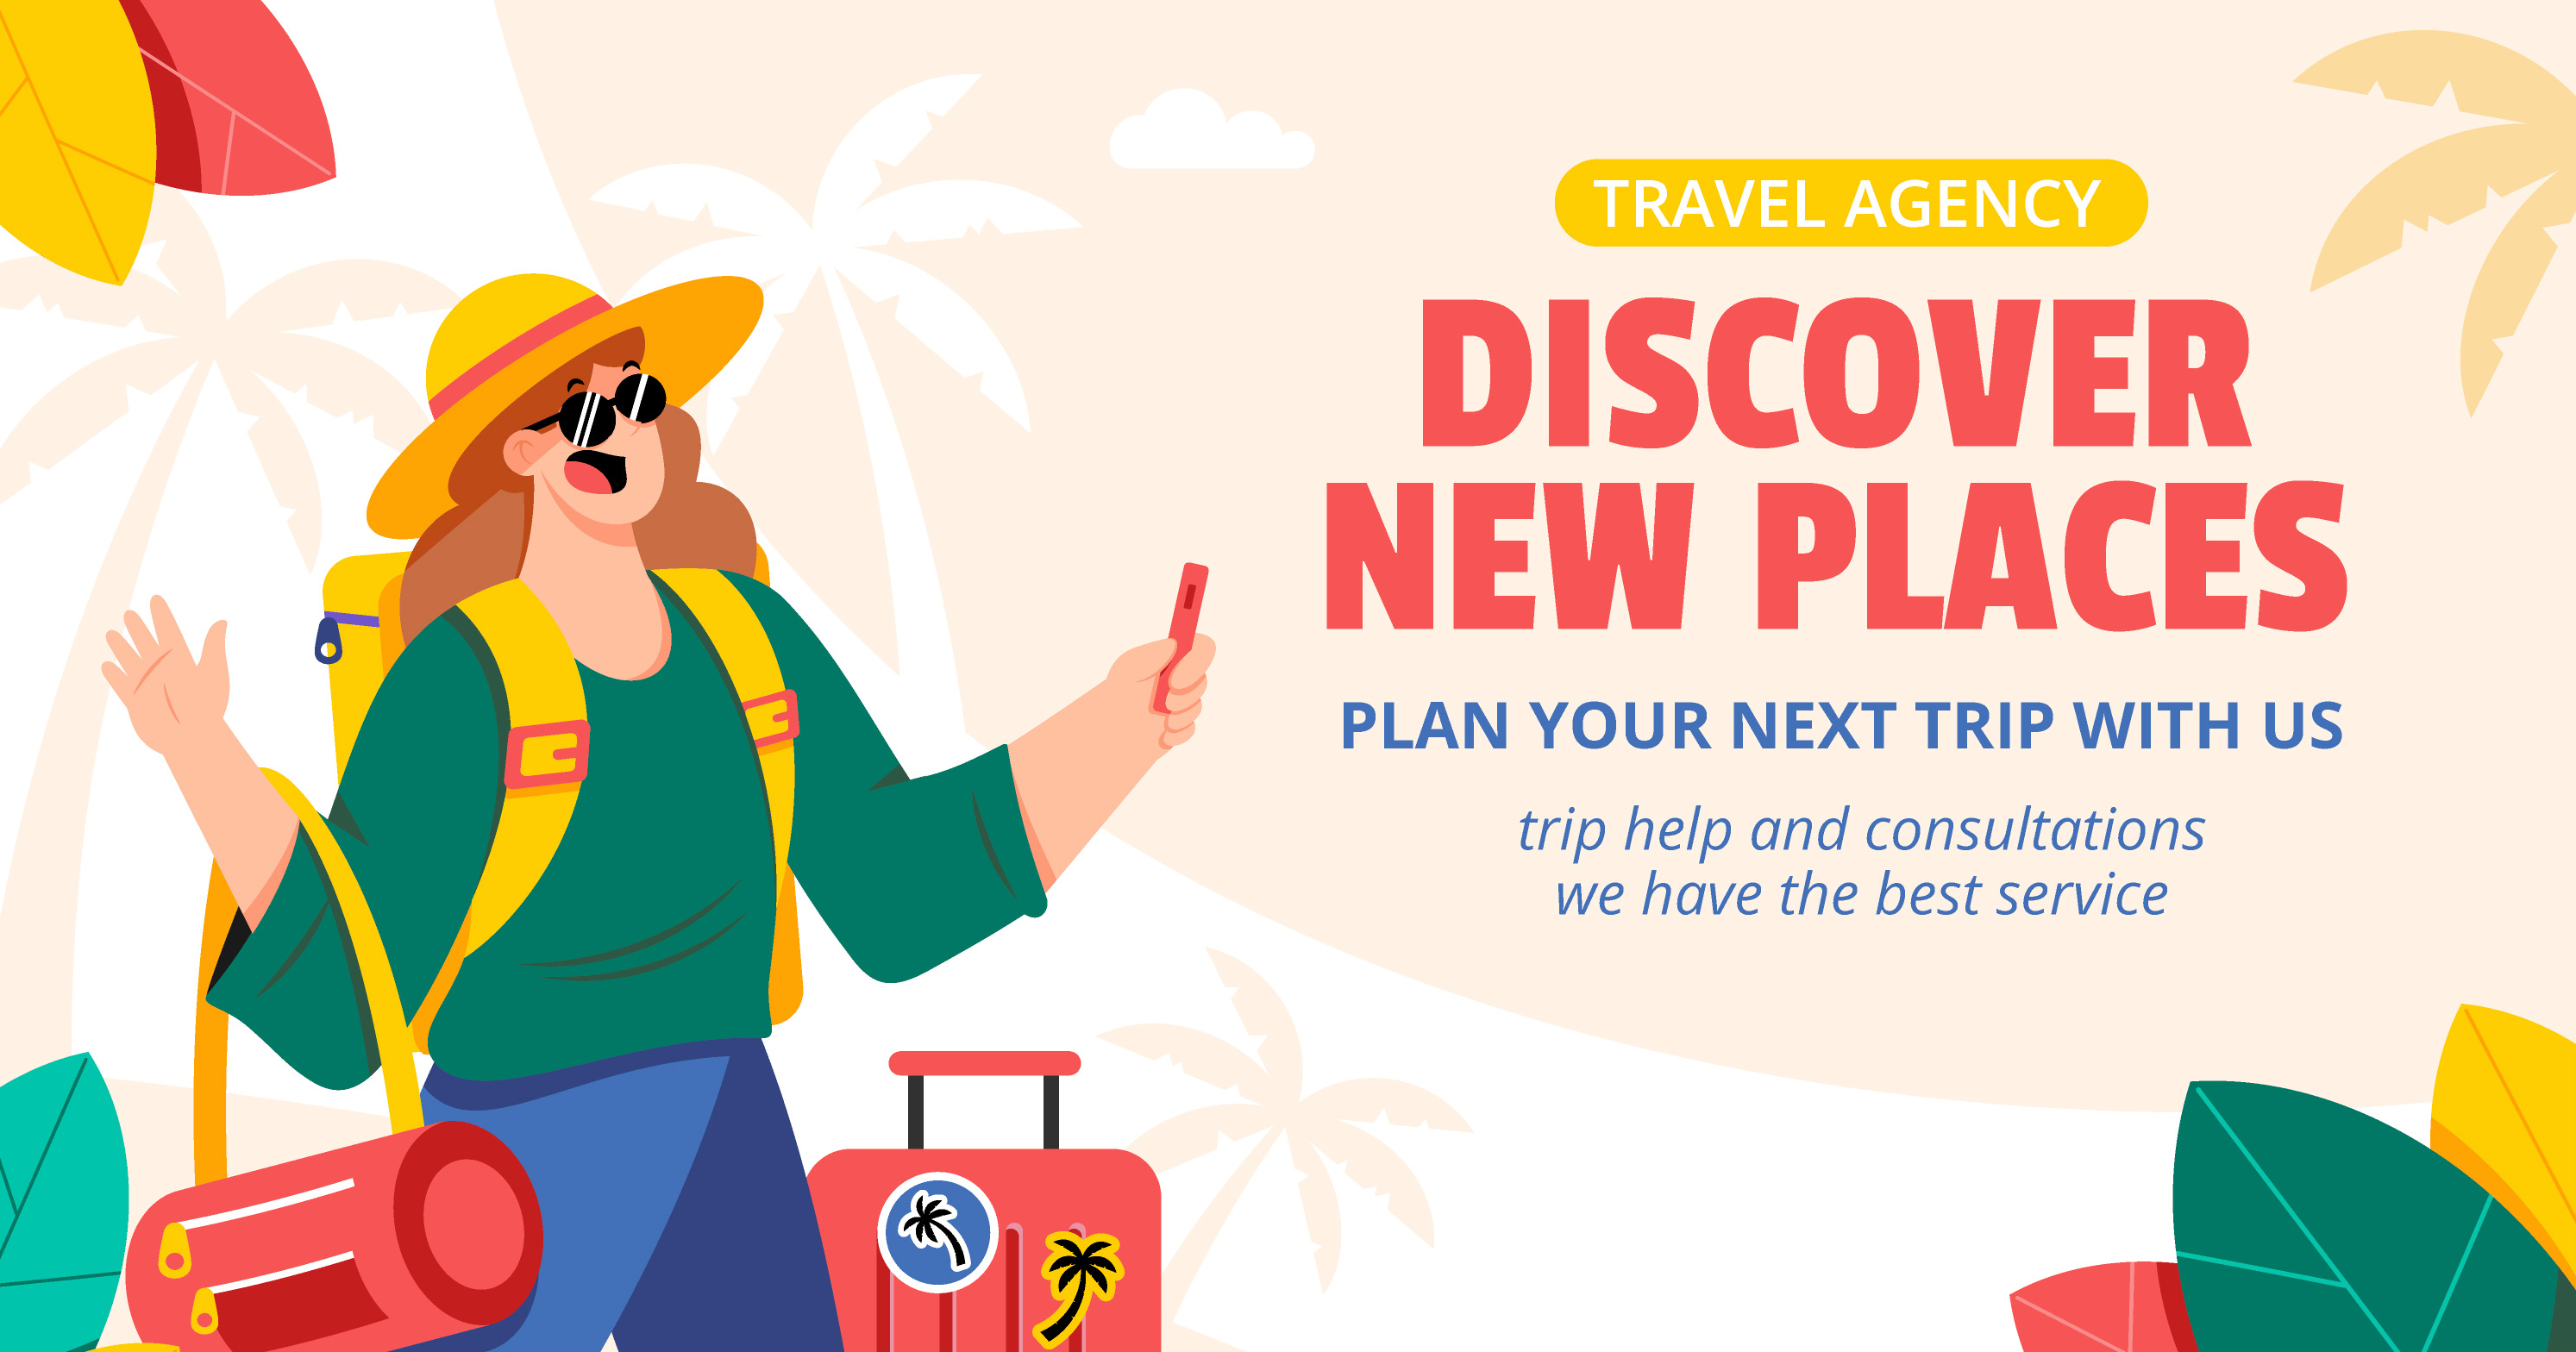 TRAVEL AGENCY
DISCOVER
NEW PLACES
PLAN YOUR NEXT TRIP WITH US
trip help and consultations
we have the best service